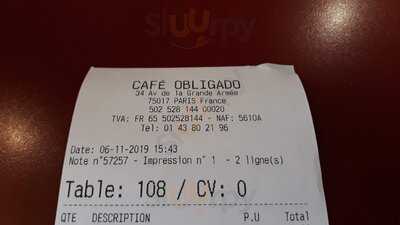 Sluurpy
CAFÉ OBLIGADO
34 Av de la Grande Armée
75017 PARIS France
502 528 144 00020
TVA: FR 65 502528144 - NAF: 5610A
Tel: 01 43 80 21 96
Date: 06-11-2019 15:43
Note n°57257 - Impression n° 1 - 2 ligne(s)
Table: 108 / CV: 0
QTE DESCRIPTION P.U Total